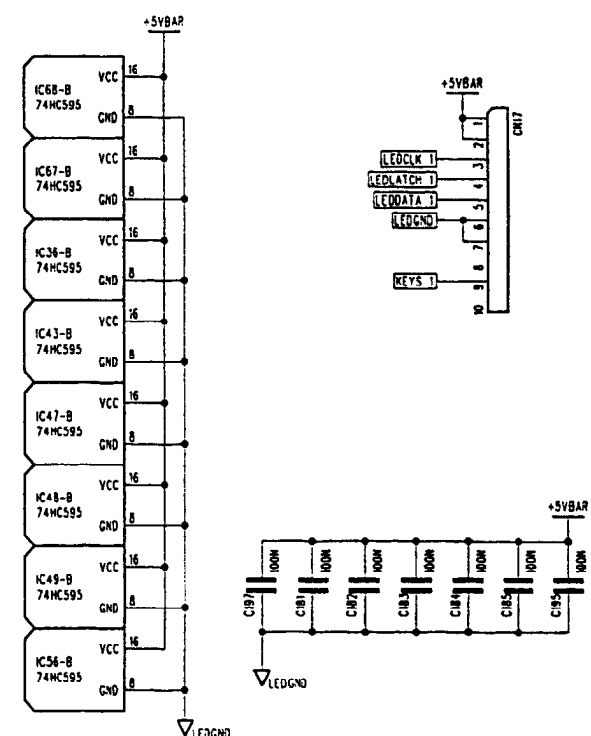 +5VBAR
IC68-B
74HC595
VCC 16
GND 8
IC67-B
74HC595
VCC 16
GND 8
IC36-B
74HC595
VCC 16
GND 8
IC43-B
74HC595
VCC 16
GND 8
IC47-B
74HC595
VCC 16
GND 8
IC48-B
74HC595
VCC 16
GND 8
IC49-B
74HC595
VCC 16
GND 8
IC56-B
74HC595
VCC 16
GND 8
LEDGND
+5VBAR
CN17
1
2
LEDCLK 1 3
LEDLATCH 1 4
LEDDATA 1 5
LEDGND 6
7
8
KEYS 1 9
10
+5VBAR
C197 100N
C181 100N
C182 100N
C183 100N
C184 100N
C185 100N
C195 100N
LEDGND